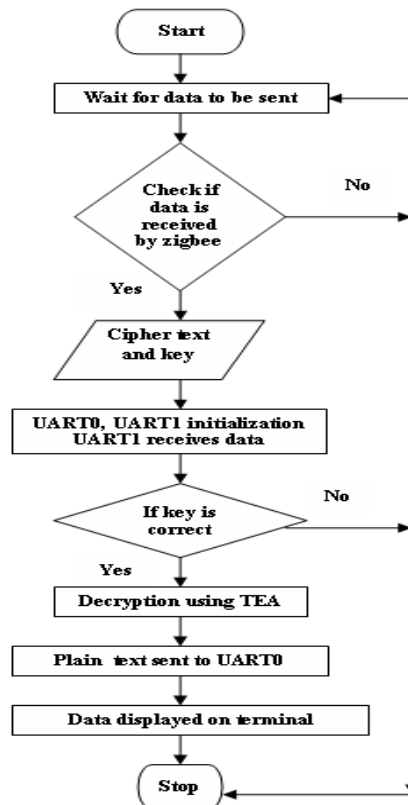 Start
Wait for data to be sent
Check if
data is
received
by zigbee
No
Yes
Cipher text
and key
UART0, UART1 initialization
UART1 receives data
If key is
correct
No
Yes
Decryption using TEA
Plain text sent to UART0
Data displayed on terminal
Stop